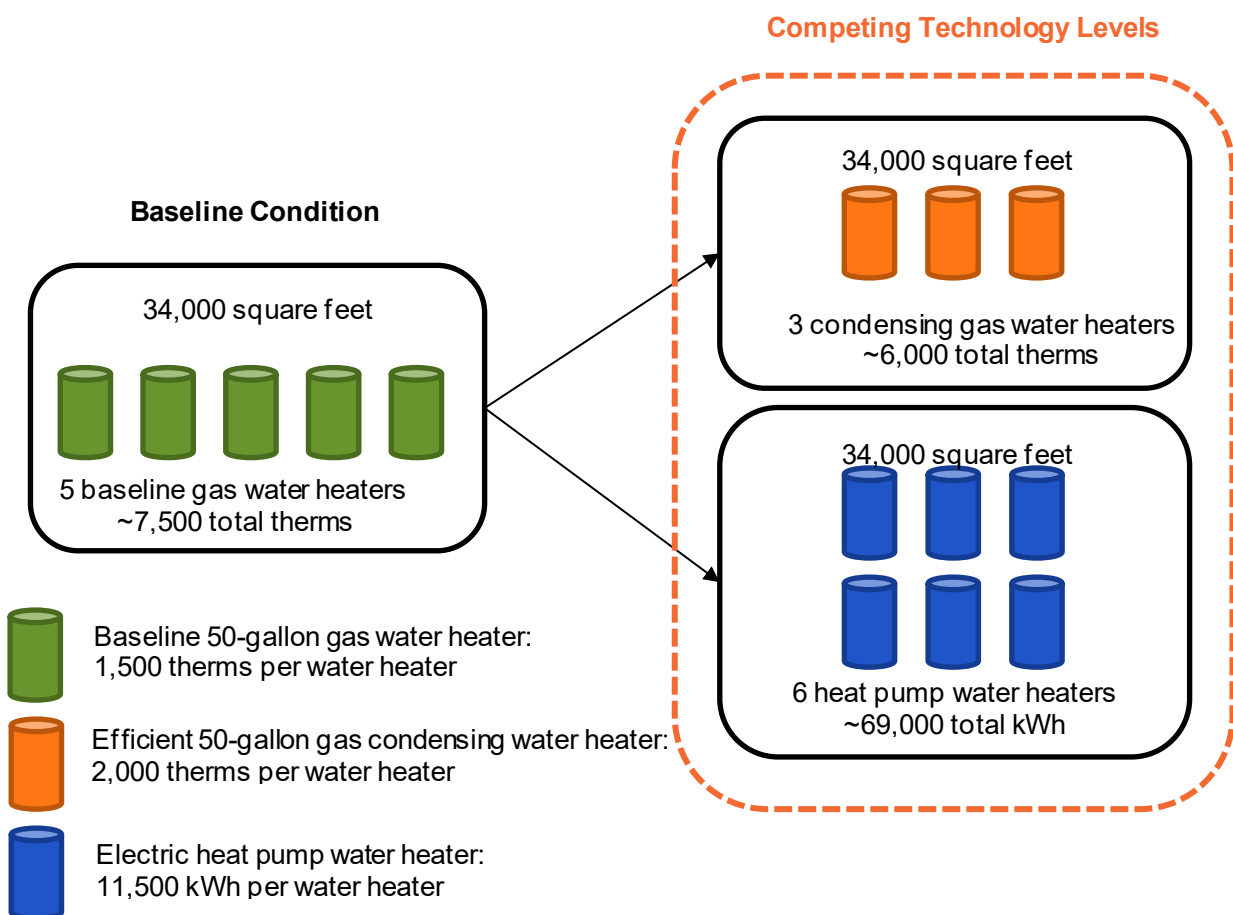 Competing Technology Levels
Baseline Condition
34,000 square feet
5 baseline gas water heaters
~7,500 total therms
34,000 square feet
3 condensing gas water heaters
~6,000 total therms
34,000 square feet
6 heat pump water heaters
~69,000 total kWh
Baseline 50-gallon gas water heater:
1,500 therms per water heater
Efficient 50-gallon gas condensing water heater:
2,000 therms per water heater
Electric heat pump water heater:
11,500 kWh per water heater